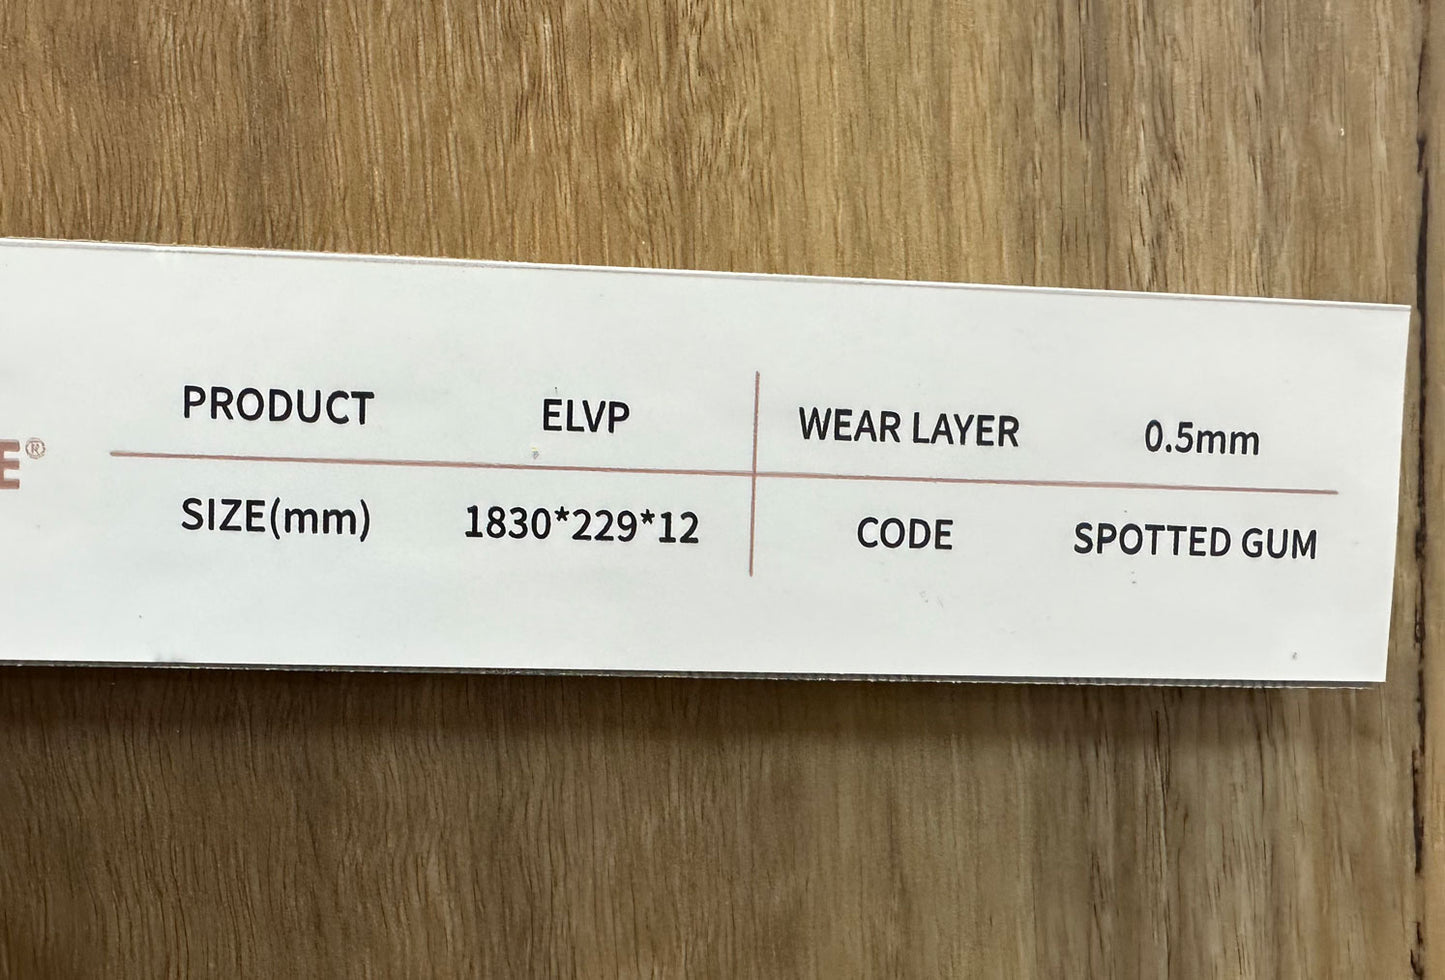 PRODUCT ELVP WEAR LAYER 0.5mm
E®
SIZE(mm) 1830*229*12 CODE SPOTTED GUM